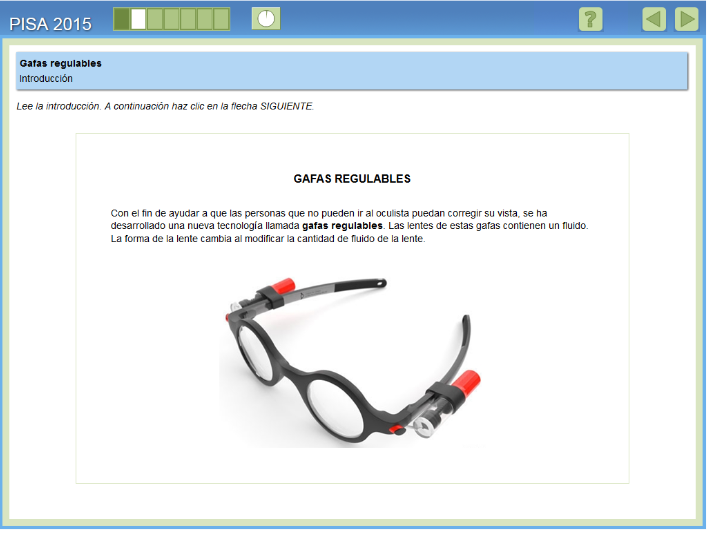 PISA 2015
?
Gafas regulables
Introducción
Lee la introducción. A continuación haz clic en la flecha SIGUIENTE.
GAFAS REGULABLES
Con el fin de ayudar a que las personas que no pueden ir al oculista puedan corregir su vista, se ha
desarrollado una nueva tecnología llamada gafas regulables. Las lentes de estas gafas contienen un fluido.
La forma de la lente cambia al modificar la cantidad de fluido de la lente.